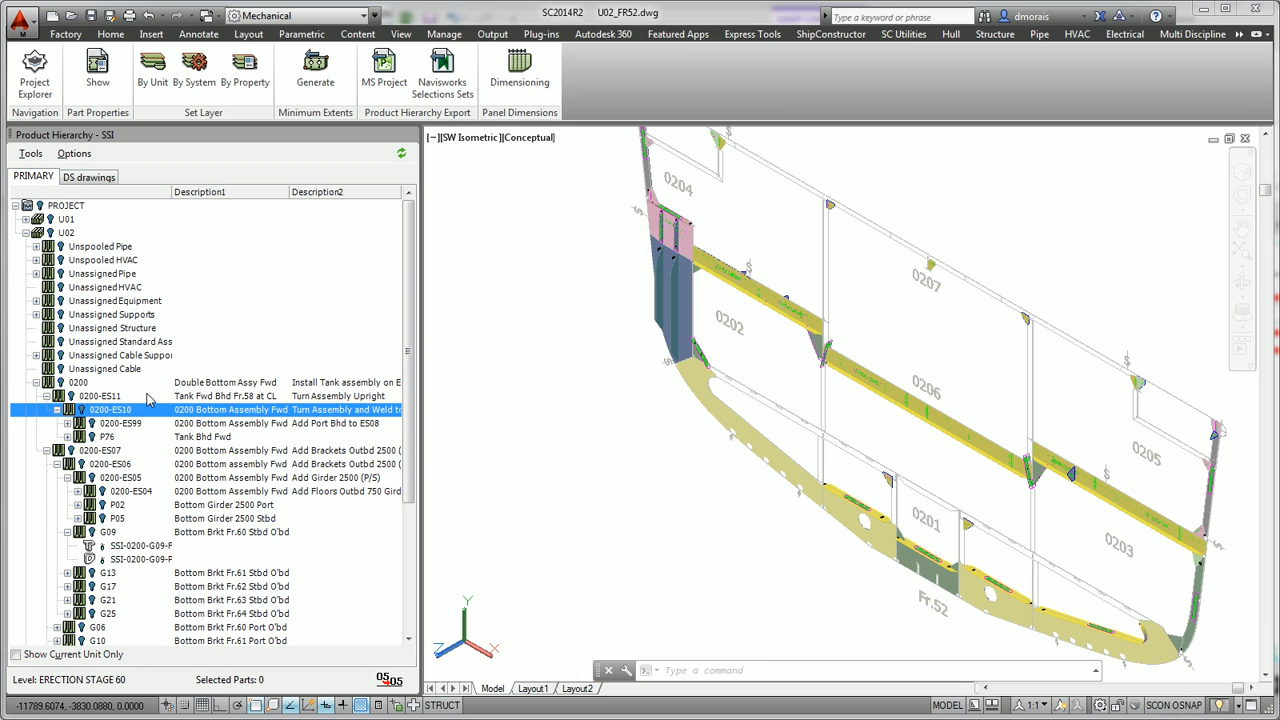 Mechanical
SC2014R2 U02_FR52.dwg
Type a keyword or phrase
dmorais
Factory Home Insert Annotate Layout Parametric Content View Manage Output Plug-ins Autodesk 360 Featured Apps Express Tools ShipConstructor SC Utilities Hull Structure Pipe HVAC Electrical Multi Discipline
Project Explorer
Show
By Unit By System By Property
Generate
MS Project
Navisworks Selections Sets
Dimensioning
Navigation Part Properties Set Layer Minimum Extents Product Hierarchy Export Panel Dimensions
Product Hierarchy - SSI
Tools Options
PRIMARY DS drawings
Description1 Description2
PROJECT
U01
U02
Unspooled Pipe
Unspooled HVAC
Unassigned Pipe
Unassigned HVAC
Unassigned Equipment
Unassigned Supports
Unassigned Structure
Unassigned Standard Ass
Unassigned Cable Suppo
Unassigned Cable
0200 Double Bottom Assy Fwd Install Tank assembly on E
0200-ES11 Tank Fwd Bhd Fr.58 at CL Turn Assembly Upright
0200-ES10 0200 Bottom Assembly Fwd Turn Assembly and Weld to
0200-ES99 0200 Bottom Assembly Fwd Add Port Bhd to ES08
P76 Tank Bhd Fwd
0200-ES07 0200 Bottom Assembly Fwd Add Brackets Outbd 2500 (
0200-ES06 0200 Bottom assembly Fwd Add Brackets Outbd 2500 (
0200-ES05 0200 Bottom Assembly Fwd Add Girder 2500 (P/S)
0200-ES04 0200 Bottom Assembly Fwd Add Floors Outbd 750 Gird
P02 Bottom Girder 2500 Port
P05 Bottom Girder 2500 Stbd
G09 Bottom Brkt Fr.60 Stbd O'bd
SSI-0200-G09-F
SSI-0200-G09-F
G13 Bottom Brkt Fr.61 Stbd O'bd
G17 Bottom Brkt Fr.62 Stbd O'bd
G21 Bottom Brkt Fr.63 Stbd O'bd
G25 Bottom Brkt Fr.64 Stbd O'bd
G06 Bottom Brkt Fr.60 Port O'bd
G10 Bottom Brkt Fr.61 Port O'bd
Show Current Unit Only
Level: ERECTION STAGE 60 Selected Parts: 0
[−][SW Isometric][Conceptual]
0204
0207
0202
0206
0205
0201
0203
Fr.52
Y
Z X
Type a command
Model Layout1 Layout2
-11789.6074, -3830.0880, 0.0000
STRUCT
MODEL
1:1
SCON OSNAP